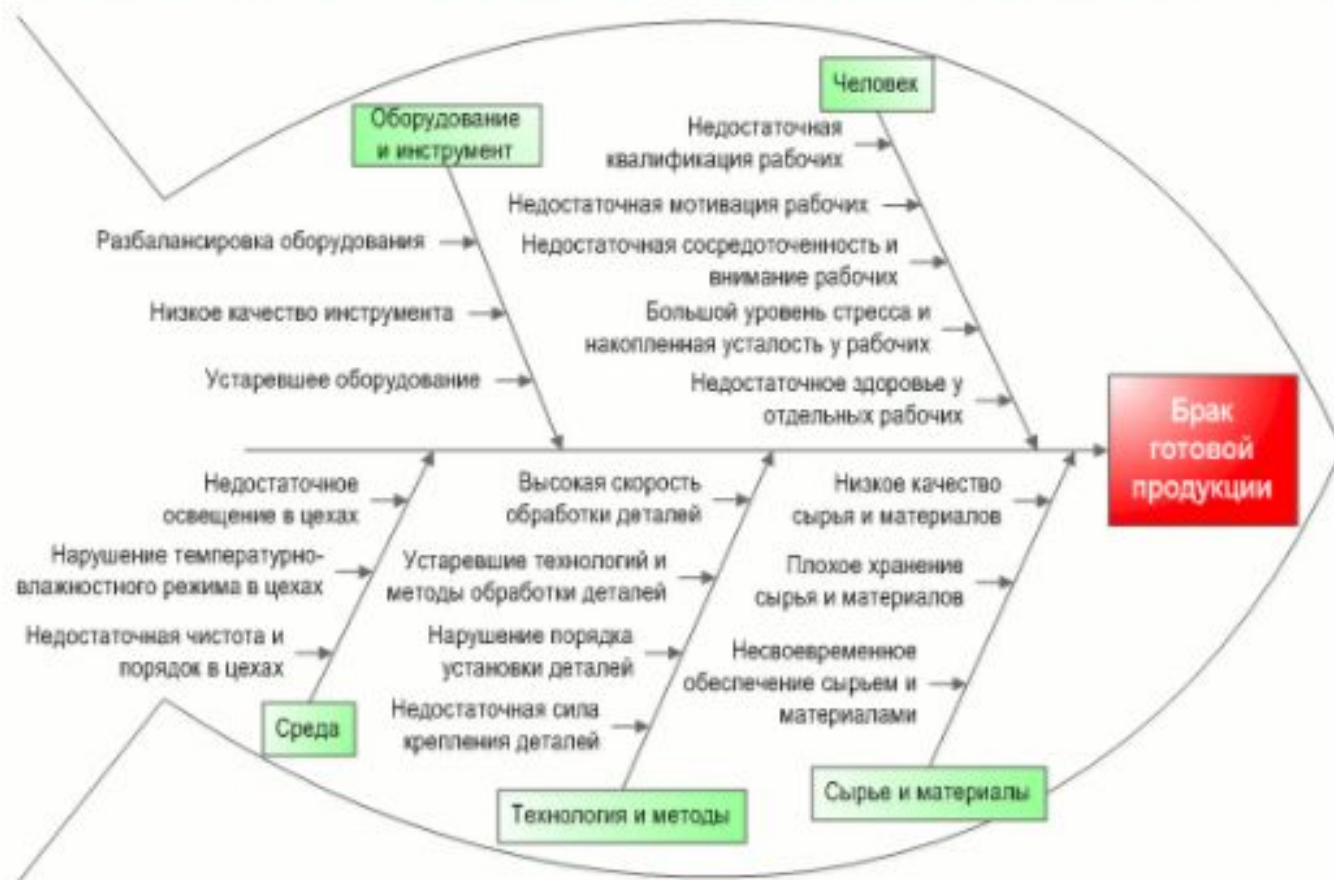 Человек
Оборудование
и инструмент
Недостаточная
квалификация рабочих
Недостаточная мотивация рабочих
Разбалансировка оборудования
Недостаточная сосредоточенность и
внимание рабочих
Низкое качество инструмента
Большой уровень стресса и
накопленная усталость у рабочих
Устаревшее оборудование
Недостаточное здоровье у
отдельных рабочих
Брак
готовой
продукции
Недостаточное
освещение в цехах
Нарушение температурно-
влажностного режима в цехах
Недостаточная чистота и
порядок в цехах
Среда
Высокая скорость
обработки деталей
Устаревшие технологий и
методы обработки деталей
Нарушение порядка
установки деталей
Недостаточная сила
крепления деталей
Технология и методы
Низкое качество
сырья и материалов
Плохое хранение
сырья и материалов
Несвоевременное
обеспечение сырьем и
материалами
Сырье и материалы